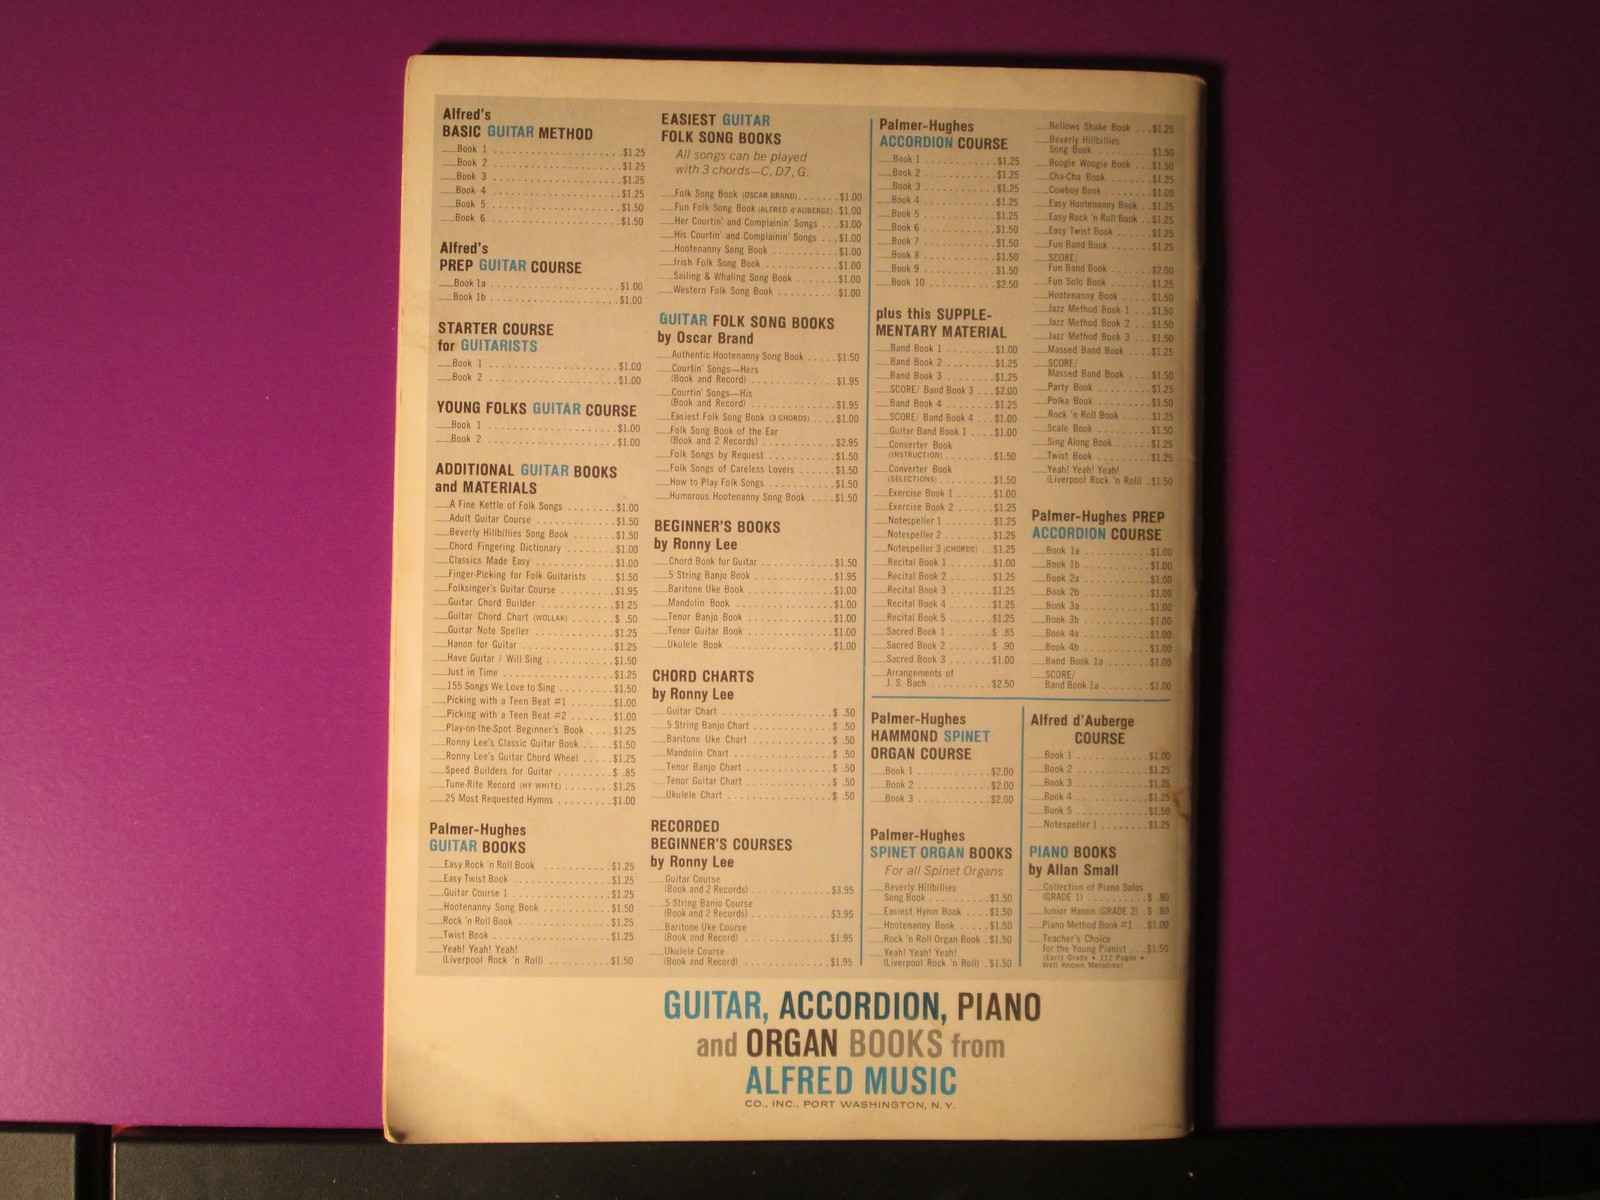 Alfred's
BASIC GUITAR METHOD
Book 1 $1.25
Book 2 $1.25
Book 3 $1.25
Book 4 $1.25
Book 5 $1.50
Book 6 $1.50
Alfred's
PREP GUITAR COURSE
Book 1a $1.00
Book 1b $1.00
STARTER COURSE
for GUITARISTS
Book 1 $1.00
Book 2 $1.00
YOUNG FOLKS GUITAR COURSE
Book 1 $1.00
Book 2 $1.00
ADDITIONAL GUITAR BOOKS
and MATERIALS
A Fine Kettle of Folk Songs $1.00
Adult Guitar Course $1.50
Beverly Hillbillies Song Book $1.50
Chord Fingering Dictionary $1.00
Classics Made Easy $1.00
Finger-Picking for Folk Guitarists $1.50
Folksinger's Guitar Course $1.95
Guitar Chord Builder $1.25
Guitar Chord Chart (WOLLAK) $ .50
Guitar Note Speller $1.25
Hanon for Guitar $1.25
Have Guitar / Will Sing $1.50
Just in Time $1.25
155 Songs We Love to Sing $1.50
Picking with a Teen Beat #1 $1.00
Picking with a Teen Beat #2 $1.00
Play-on-the-Spot Beginner's Book $1.25
Ronny Lee's Classic Guitar Book $1.50
Ronny Lee's Guitar Chord Wheel $1.25
Speed Builders for Guitar $ .85
Tune-Rite Record (HY WHITE) $1.25
25 Most Requested Hymns $1.00
Palmer-Hughes
GUITAR BOOKS
Easy Rock 'n Roll Book $1.25
Easy Twist Book $1.25
Guitar Course 1 $1.25
Hootenanny Song Book $1.50
Rock 'n Roll Book $1.25
Twist Book $1.25
Yeah! Yeah! Yeah!
(Liverpool Rock 'n Roll) $1.50
EASIEST GUITAR
FOLK SONG BOOKS
All songs can be played
with 3 chords—C, D7, G.
Folk Song Book (OSCAR BRAND) $1.00
Fun Folk Song Book (ALFRED d'AUBERGE) $1.00
Her Courtin' and Complainin' Songs $1.00
His Courtin' and Complainin' Songs $1.00
Hootenanny Song Book $1.00
Irish Folk Song Book $1.00
Sailing & Whaling Song Book $1.00
Western Folk Song Book $1.00
GUITAR FOLK SONG BOOKS
by Oscar Brand
Authentic Hootenanny Song Book $1.50
Courtin' Songs—Hers
(Book and Record) $1.95
Courtin' Songs—His
(Book and Record) $1.95
Easiest Folk Song Book (3 CHORDS) $1.00
Folk Song Book of the Ear
(Book and 2 Records) $2.95
Folk Songs by Request $1.50
Folk Songs of Careless Lovers $1.50
How to Play Folk Songs $1.50
Humorous Hootenanny Song Book $1.50
BEGINNER'S BOOKS
by Ronny Lee
Chord Book for Guitar $1.50
5 String Banjo Book $1.95
Baritone Uke Book $1.00
Mandolin Book $1.00
Tenor Banjo Book $1.00
Tenor Guitar Book $1.00
Ukulele Book $1.00
CHORD CHARTS
by Ronny Lee
Guitar Chart $ .50
5 String Banjo Chart $ .50
Baritone Uke Chart $ .50
Mandolin Chart $ .50
Tenor Banjo Chart $ .50
Tenor Guitar Chart $ .50
Ukulele Chart $ .50
RECORDED
BEGINNER'S COURSES
by Ronny Lee
Guitar Course
(Book and 2 Records) $3.95
5 String Banjo Course
(Book and 2 Records) $3.95
Baritone Uke Course
(Book and Record) $1.95
Ukulele Course
(Book and Record) $1.95
Palmer-Hughes
ACCORDION COURSE
Book 1 $1.25
Book 2 $1.25
Book 3 $1.25
Book 4 $1.25
Book 5 $1.25
Book 6 $1.50
Book 7 $1.50
Book 8 $1.50
Book 9 $1.50
Book 10 $2.50
plus this SUPPLE-
MENTARY MATERIAL
Band Book 1 $1.00
Band Book 2 $1.25
Band Book 3 $1.25
SCORE/ Band Book 3 $2.00
Band Book 4 $1.25
SCORE/ Band Book 4 $1.00
Guitar Band Book 1 $1.00
Converter Book
(INSTRUCTION) $1.50
Converter Book
(SELECTIONS) $1.50
Exercise Book 1 $1.00
Exercise Book 2 $1.25
Notespeller 1 $1.25
Notespeller 2 $1.25
Notespeller 3 (CHORDS) $1.25
Recital Book 1 $1.00
Recital Book 2 $1.25
Recital Book 3 $1.25
Recital Book 4 $1.25
Recital Book 5 $1.25
Sacred Book 1 $ .85
Sacred Book 2 $ .90
Sacred Book 3 $1.00
Arrangements of
J. S. Bach $2.50
Bellows Shake Book $1.25
Beverly Hillbillies
Song Book $1.50
Boogie Woogie Book $1.50
Cha-Cha Book $1.25
Cowboy Book $1.00
Easy Hootenanny Book $1.25
Easy Rock 'n Roll Book $1.25
Easy Twist Book $1.25
Fun Band Book $1.25
SCORE/
Fun Band Book $2.00
Fun Solo Book $1.25
Hootenanny Book $1.50
Jazz Method Book 1 $1.50
Jazz Method Book 2 $1.50
Jazz Method Book 3 $1.50
Massed Band Book $1.25
SCORE/
Massed Band Book $1.50
Party Book $1.25
Polka Book $1.50
Rock 'n Roll Book $1.25
Scale Book $1.50
Sing Along Book $1.25
Twist Book $1.25
Yeah! Yeah! Yeah!
(Liverpool Rock 'n Roll) $1.50
Palmer-Hughes PREP
ACCORDION COURSE
Book 1a $1.00
Book 1b $1.00
Book 2a $1.00
Book 2b $1.00
Book 3a $1.00
Book 3b $1.00
Book 4a $1.00
Book 4b $1.00
Band Book 1a $1.00
SCORE/
Band Book 1a $1.00
Palmer-Hughes
HAMMOND SPINET
ORGAN COURSE
Book 1 $2.00
Book 2 $2.00
Book 3 $2.00
Palmer-Hughes
SPINET ORGAN BOOKS
For all Spinet Organs
Beverly Hillbillies
Song Book $1.50
Easiest Hymn Book $1.50
Hootenanny Book $1.50
Rock 'n Roll Organ Book $1.50
Yeah! Yeah! Yeah!
(Liverpool Rock 'n Roll) $1.50
Alfred d'Auberge
COURSE
Book 1 $1.00
Book 2 $1.25
Book 3 $1.25
Book 4 $1.25
Book 5 $1.50
Notespeller 1 $1.25
PIANO BOOKS
by Allan Small
Collection of Piano Solos
(GRADE 1) $ .80
Junior Hanon (GRADE 2) $ .80
Piano Method Book #1 $1.00
Teacher's Choice
for the Young Pianist $1.50
(Early Grade • 112 Pages •
Well Known Melodies)
GUITAR, ACCORDION, PIANO
and ORGAN BOOKS from
ALFRED MUSIC
CO., INC., PORT WASHINGTON, N. Y.